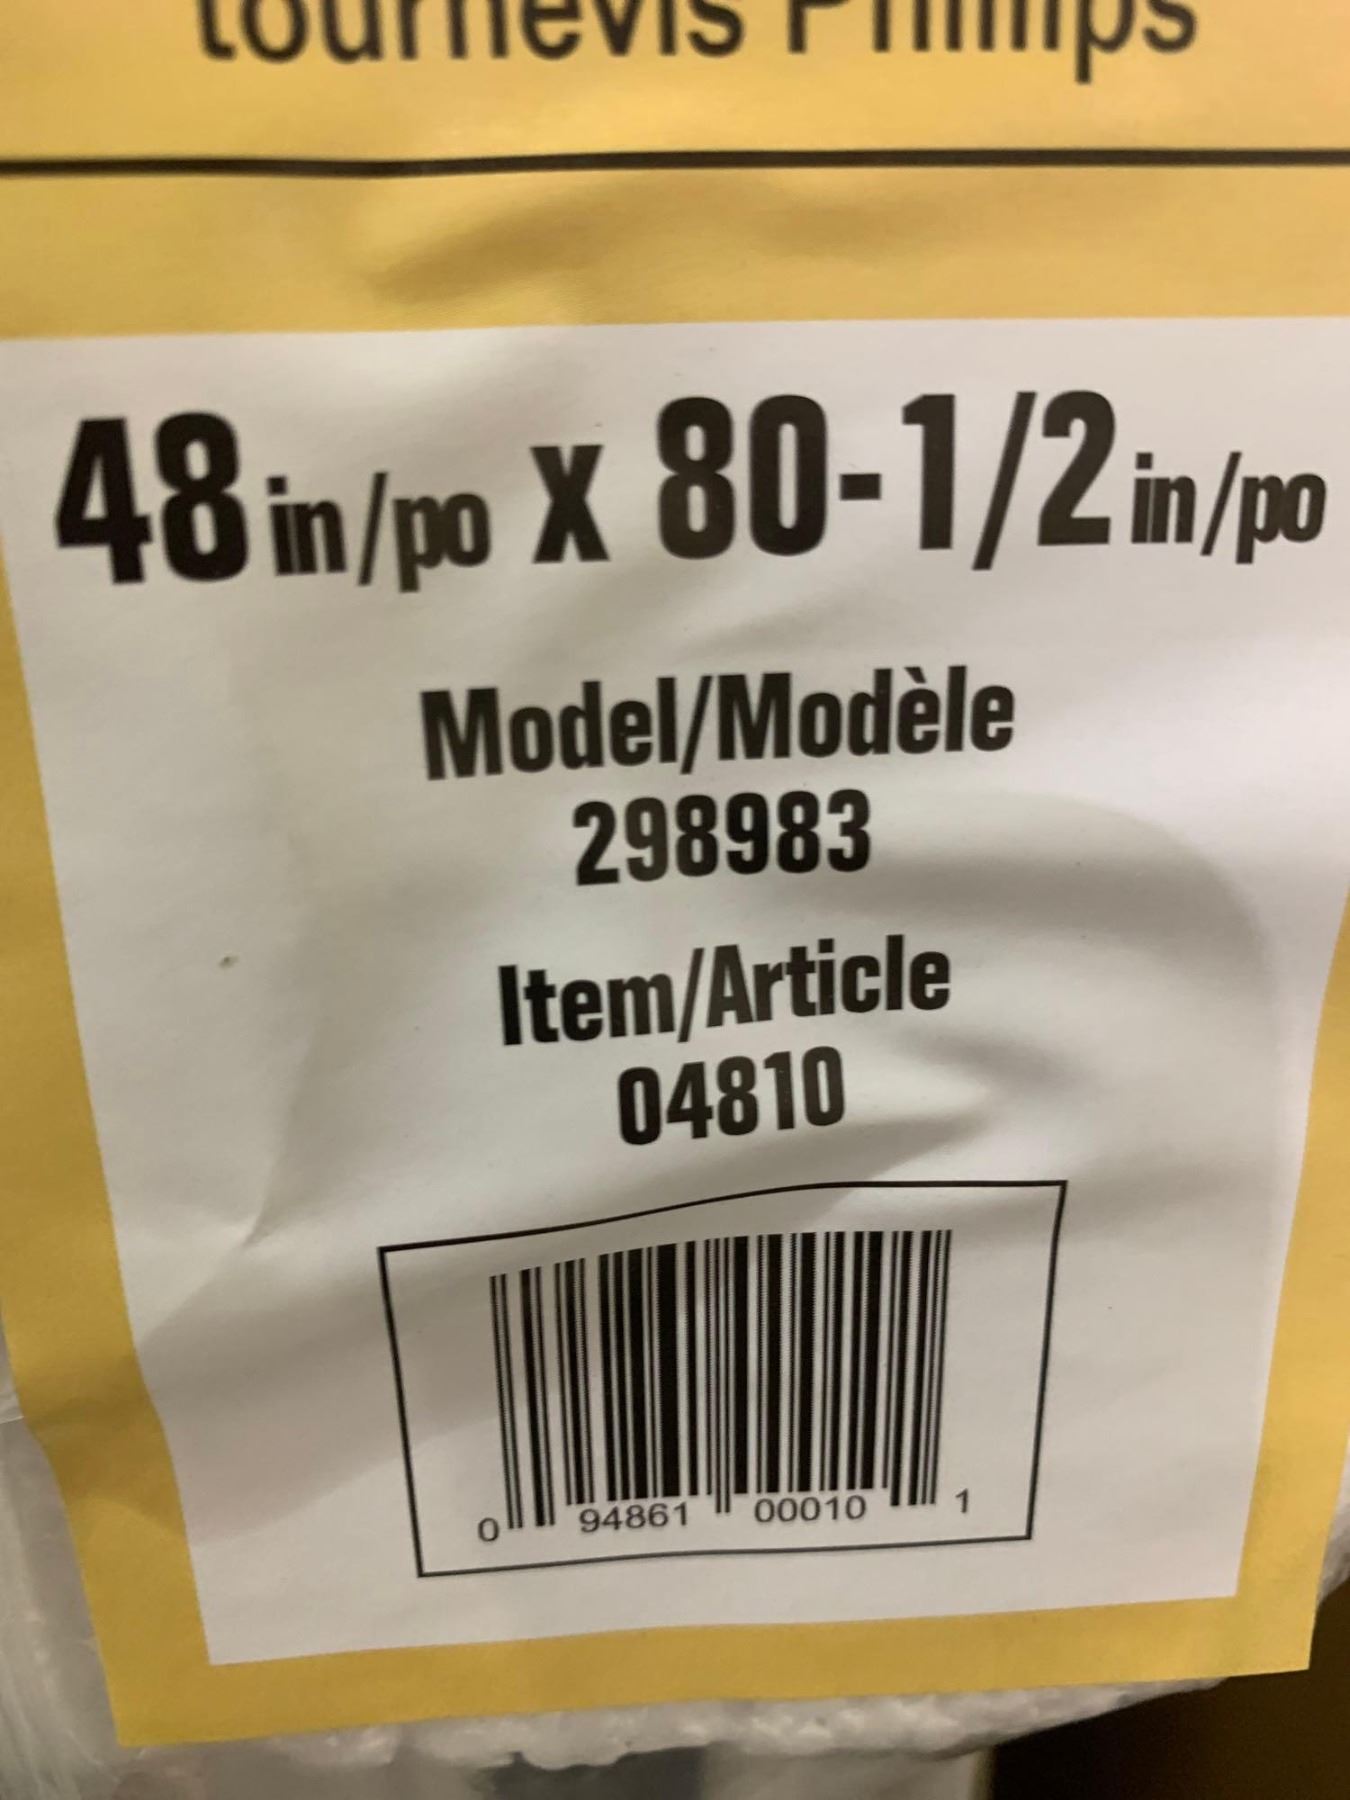 tournevis Phillips
48 in/po X 80-1/2 in/po
Model/Modèle
298983
Item/Article
04810
0 94861 00010 1